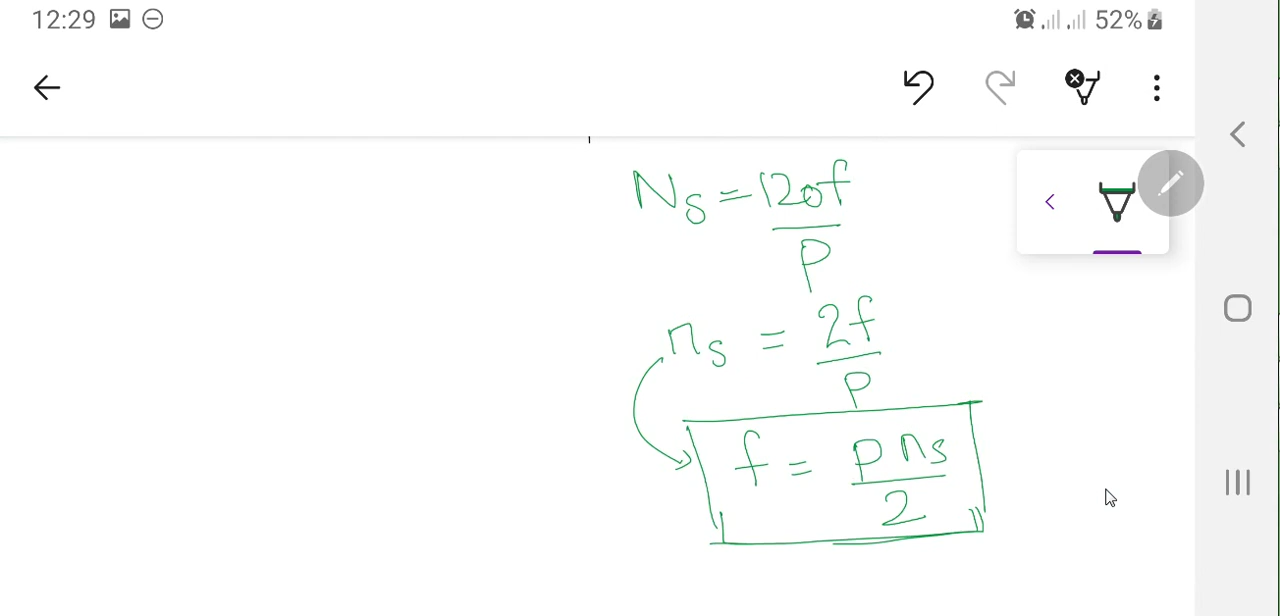 12:29 52%
Ns = 120f/P
ns = 2f/P
f = P ns/2